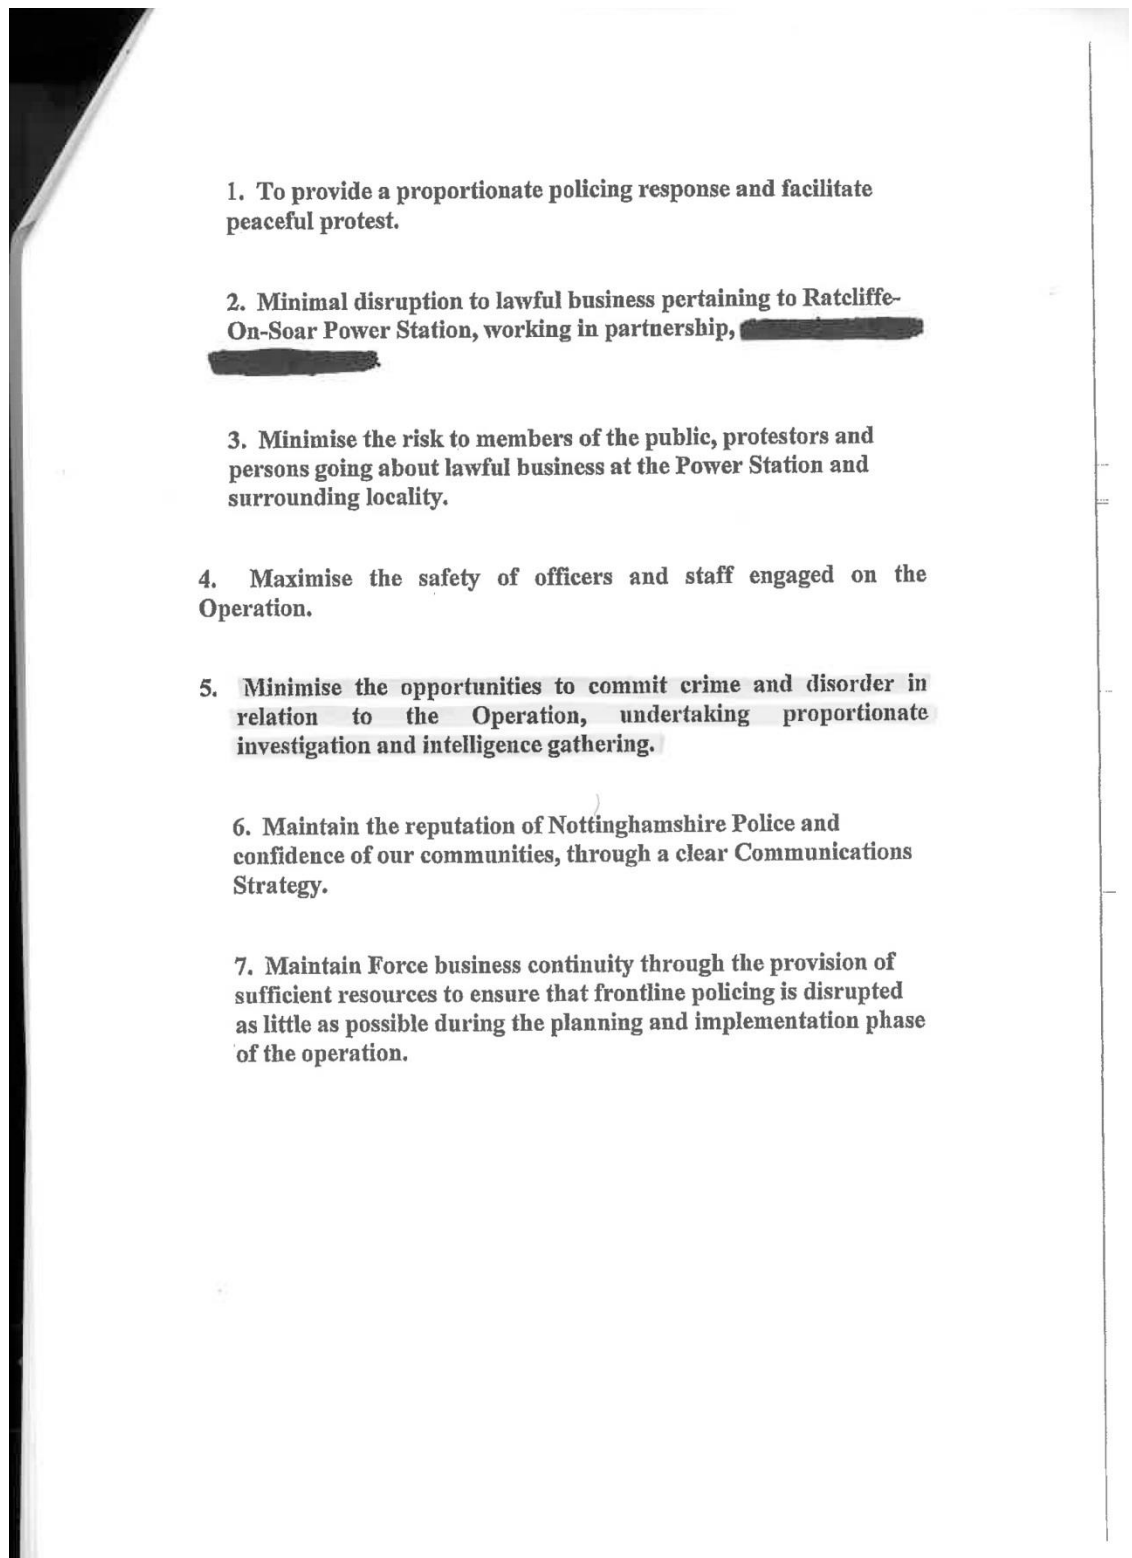 1. To provide a proportionate policing response and facilitate
peaceful protest.
2. Minimal disruption to lawful business pertaining to Ratcliffe-
On-Soar Power Station, working in partnership,
3. Minimise the risk to members of the public, protestors and
persons going about lawful business at the Power Station and
surrounding locality.
4. Maximise the safety of officers and staff engaged on the
Operation.
5. Minimise the opportunities to commit crime and disorder in
relation to the Operation, undertaking proportionate
investigation and intelligence gathering.
6. Maintain the reputation of Nottinghamshire Police and
confidence of our communities, through a clear Communications
Strategy.
7. Maintain Force business continuity through the provision of
sufficient resources to ensure that frontline policing is disrupted
as little as possible during the planning and implementation phase
of the operation.